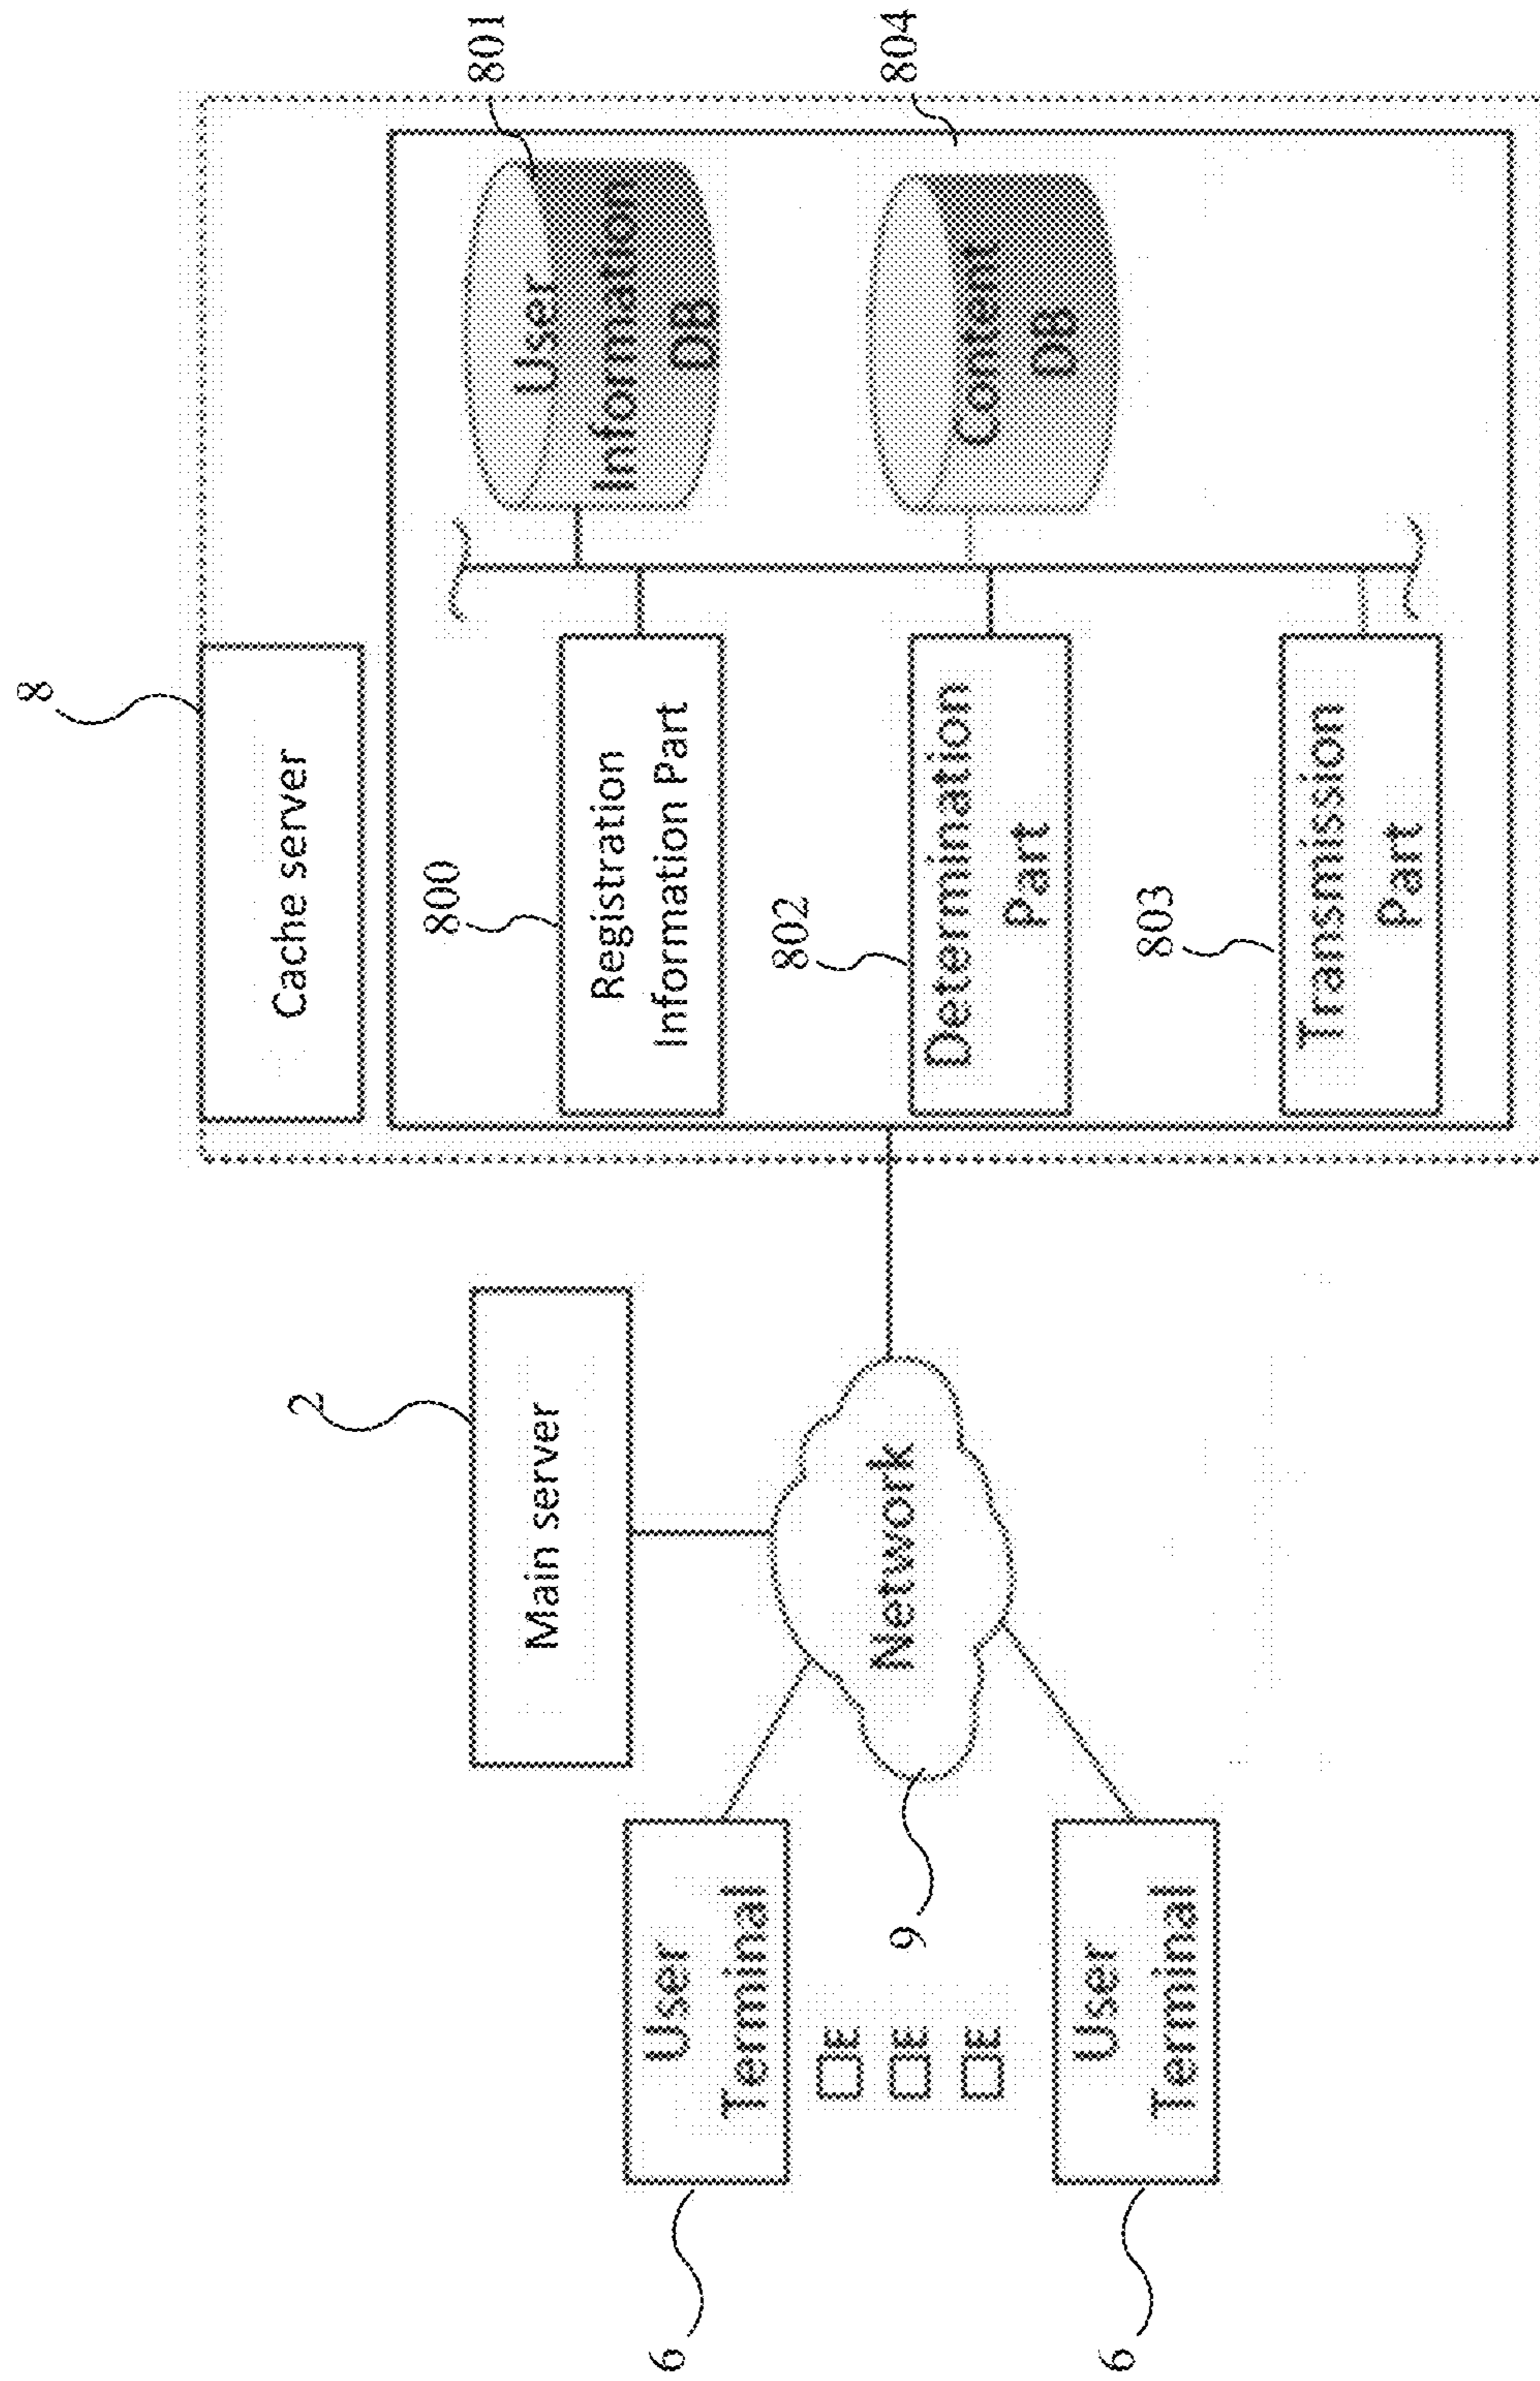 8
Cache server
801
800
Registration
Information Part
User
Information
DB
2
Main server
802
Determination
Part
804
Content
DB
6
User
Terminal
Network
9
803
Transmission
Part
6
User
Terminal